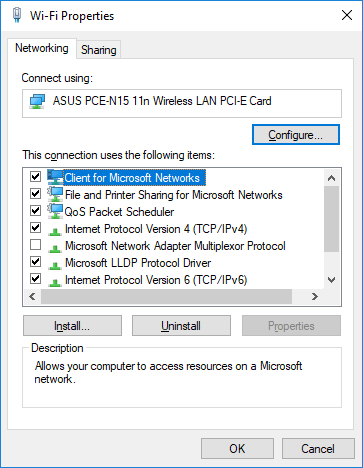 Wi-Fi Properties
Networking
Sharing
Connect using:
ASUS PCE-N15 11n Wireless LAN PCI-E Card
Configure...
This connection uses the following items:
Client for Microsoft Networks
File and Printer Sharing for Microsoft Networks
QoS Packet Scheduler
Internet Protocol Version 4 (TCP/IPv4)
Microsoft Network Adapter Multiplexor Protocol
Microsoft LLDP Protocol Driver
Internet Protocol Version 6 (TCP/IPv6)
Install...
Uninstall
Properties
Description
Allows your computer to access resources on a Microsoft
network.
OK
Cancel